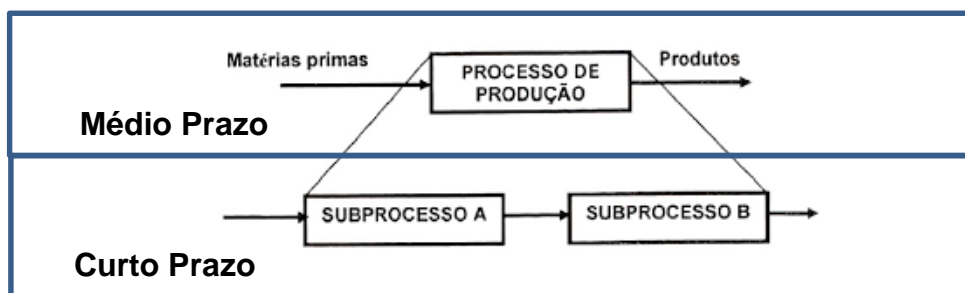 Matérias primas
PROCESSO DE
PRODUÇÃO
Produtos
Médio Prazo
SUBPROCESSO A
SUBPROCESSO B
Curto Prazo